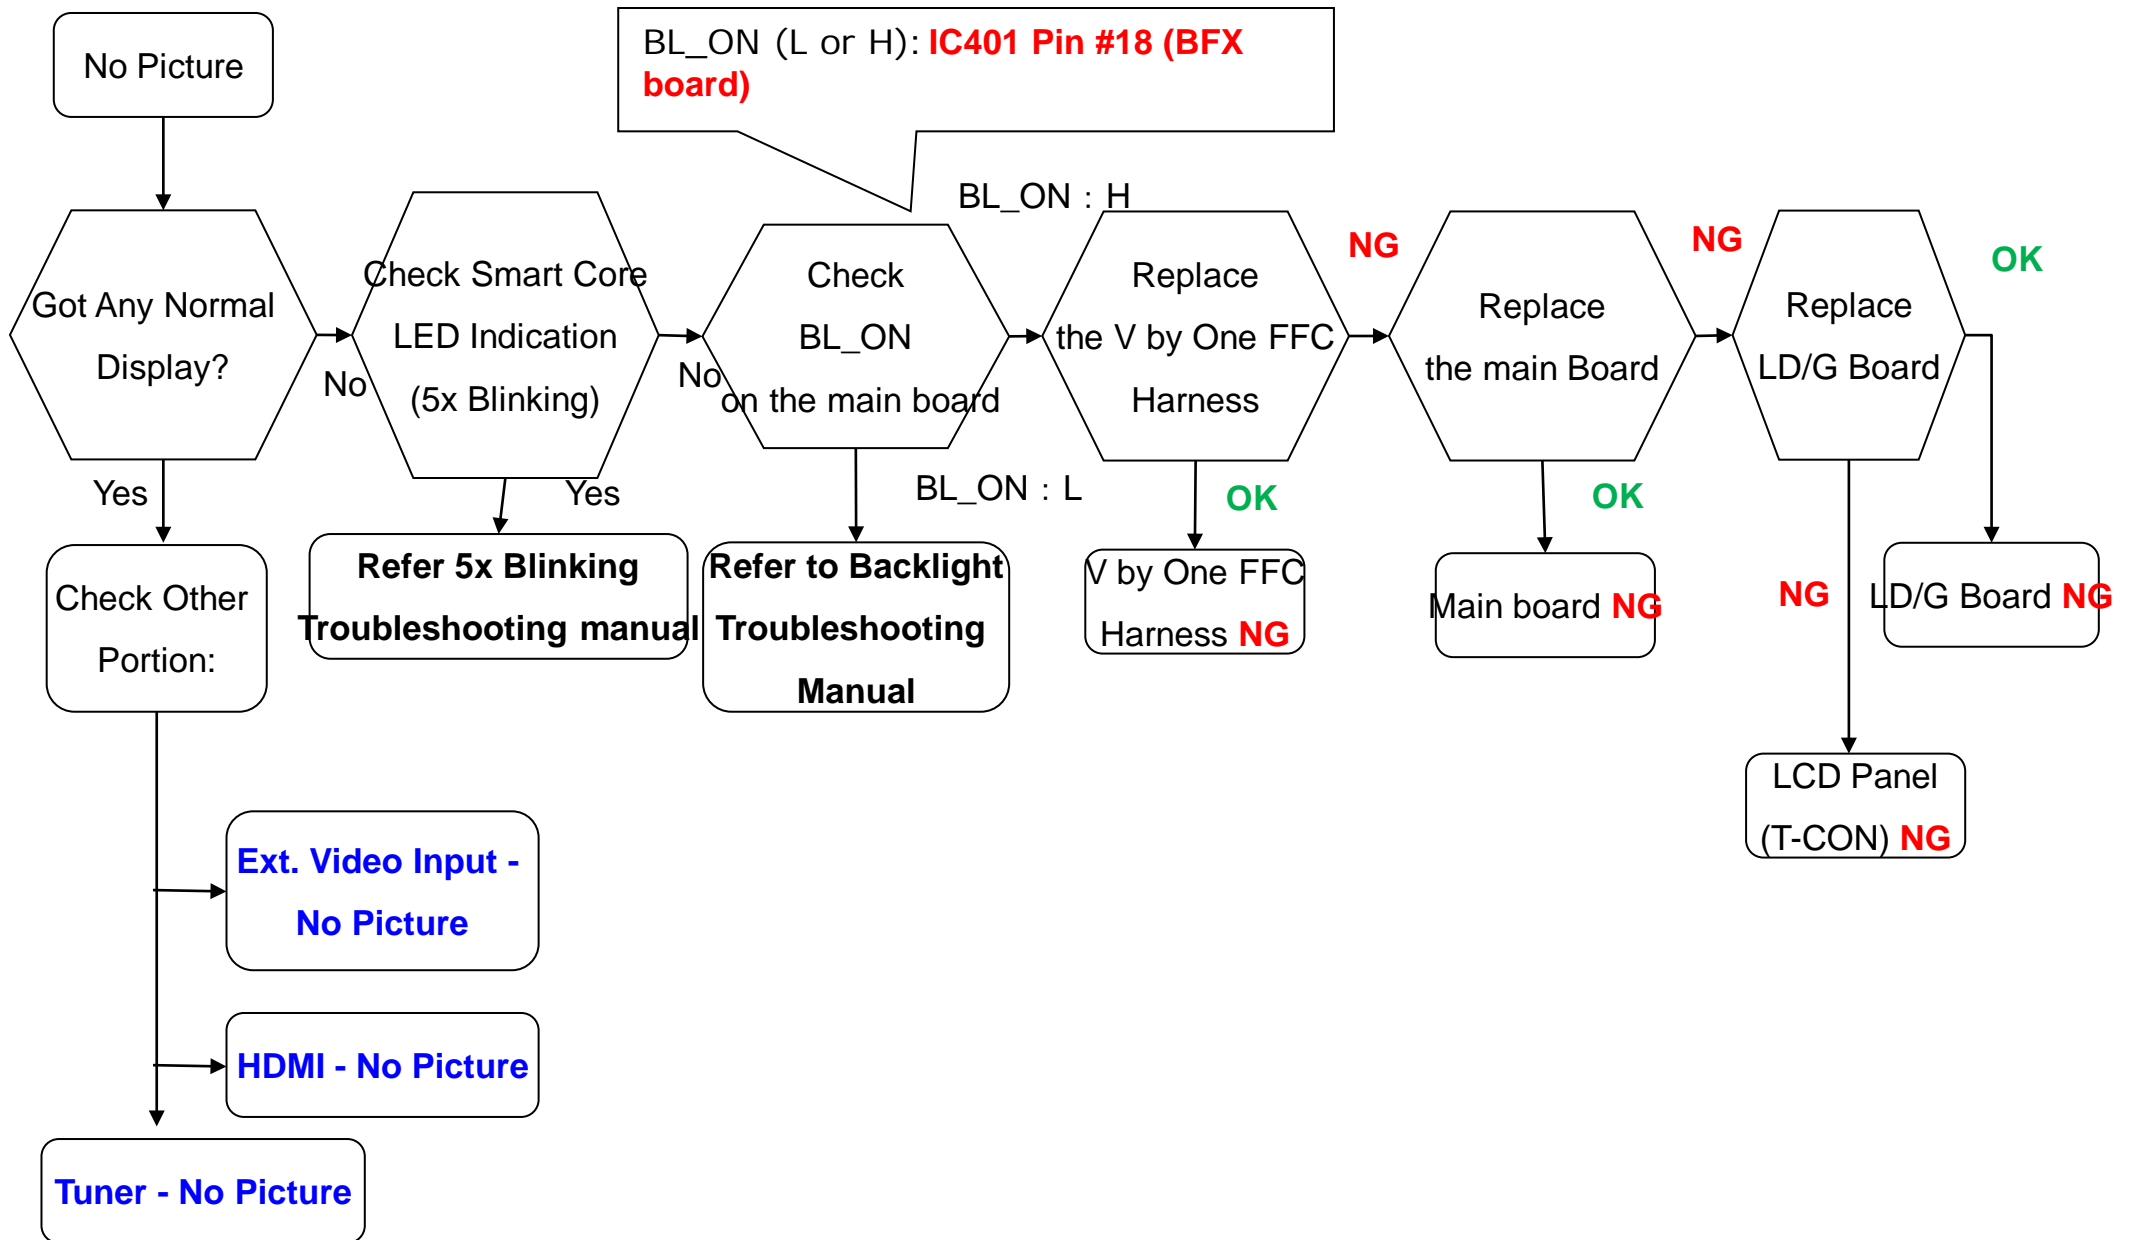 No Picture
BL_ON (L or H): IC401 Pin #18 (BFX
board)
BL_ON : H
Got Any Normal
Display?
No
Yes
Check Smart Core
LED Indication
(5x Blinking)
No
Yes
Check
BL_ON
on the main board
BL_ON : L
Replace
the V by One FFC
Harness
NG
OK
Replace
the main Board
NG
OK
Replace
LD/G Board
OK
NG
Check Other
Portion:
Refer 5x Blinking
Troubleshooting manual
Refer to Backlight
Troubleshooting
Manual
V by One FFC
Harness NG
Main board NG
LD/G Board NG
LCD Panel
(T-CON) NG
Ext. Video Input -
No Picture
HDMI - No Picture
Tuner - No Picture